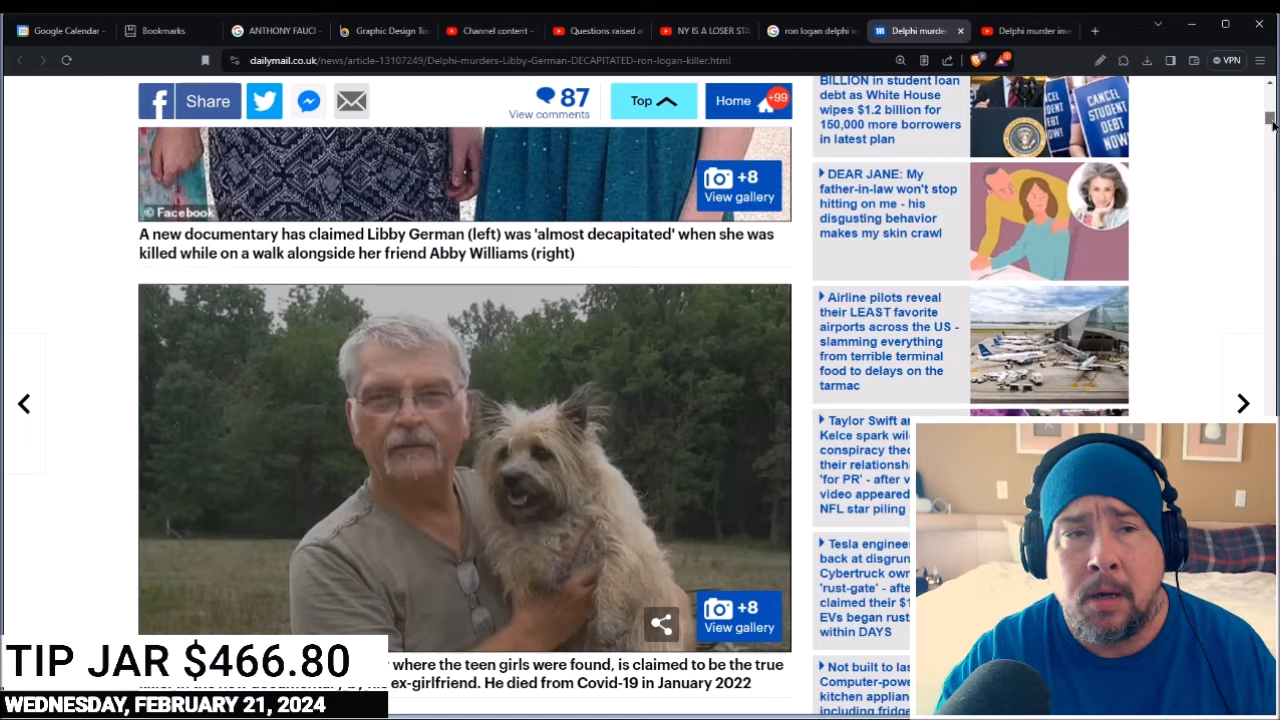 Google Calendar -
Bookmarks
ANTHONY FAUCI -
Graphic Design To
Channel content -
Questions raised a
NY IS A LOSER STA
ron logan delphi in
Delphi murder
Delphi murder inve
dailymail.co.uk/news/article-13107249/Delphi-murders-Libby-German-DECAPITATED-ron-logan-killer.html
VPN
Share
87
View comments
Top
Home
+99
+8
View gallery
© Facebook
A new documentary has claimed Libby German (left) was 'almost decapitated' when she was
killed while on a walk alongside her friend Abby Williams (right)
+8
View gallery
where the teen girls were found, is claimed to be the true
ex-girlfriend. He died from Covid-19 in January 2022
BILLION in student loan
debt as White House
wipes $1.2 billion for
150,000 more borrowers
in latest plan
CANCEL
STUDENT
DEBT
NOW!
DEAR JANE: My
father-in-law won't stop
hitting on me - his
disgusting behavior
makes my skin crawl
Airline pilots reveal
their LEAST favorite
airports across the US -
slamming everything
from terrible terminal
food to delays on the
tarmac
Taylor Swift an
Kelce spark wil
conspiracy theo
their relationsh
'for PR' - after v
video appeared
NFL star piling
Tesla engineer
back at disgrun
Cybertruck own
'rust-gate' - afte
claimed their $1
EVs began rust
within DAYS
Not built to las
Computer-powe
kitchen applian
including fridge
TIP JAR $466.80
WEDNESDAY, FEBRUARY 21, 2024